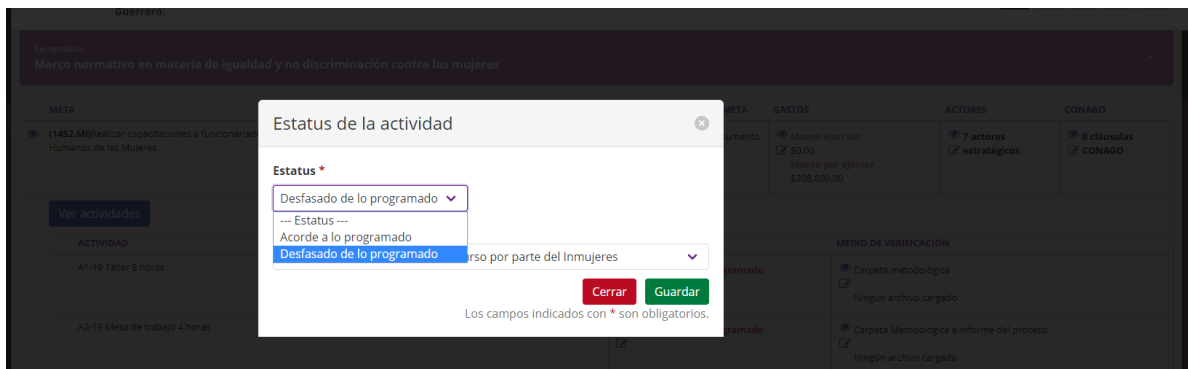 Guerrero.
Eje temático
Marco normativo en materia de igualdad y no discriminación contra las mujeres
META
META
GASTOS
ACTORES
CONAGO
(1452.MI)Realizar capacitaciones a funcionariad
Humanos de las Mujeres.
umento
Monto ejercido
$0.00
Monto por ejercer
$208,800.00
7 actores
estratégicos
0 cláusulas
CONAGO
Estatus de la actividad
Estatus *
Desfasado de lo programado
--- Estatus ---
Acorde a lo programado
Desfasado de lo programado
urso por parte del Inmujeres
Cerrar
Guardar
Los campos indicados con * son obligatorios.
Ver actividades
ACTIVIDAD
MEDIO DE VERIFICACIÓN
A1-19 Taller 8 horas
gramado
Carpeta metodológica
Ningún archivo cargado
A2-19 Mesa de trabajo 4 horas
gramado
Carpeta Metodológica e Informe del proceso
Ningún archivo cargado